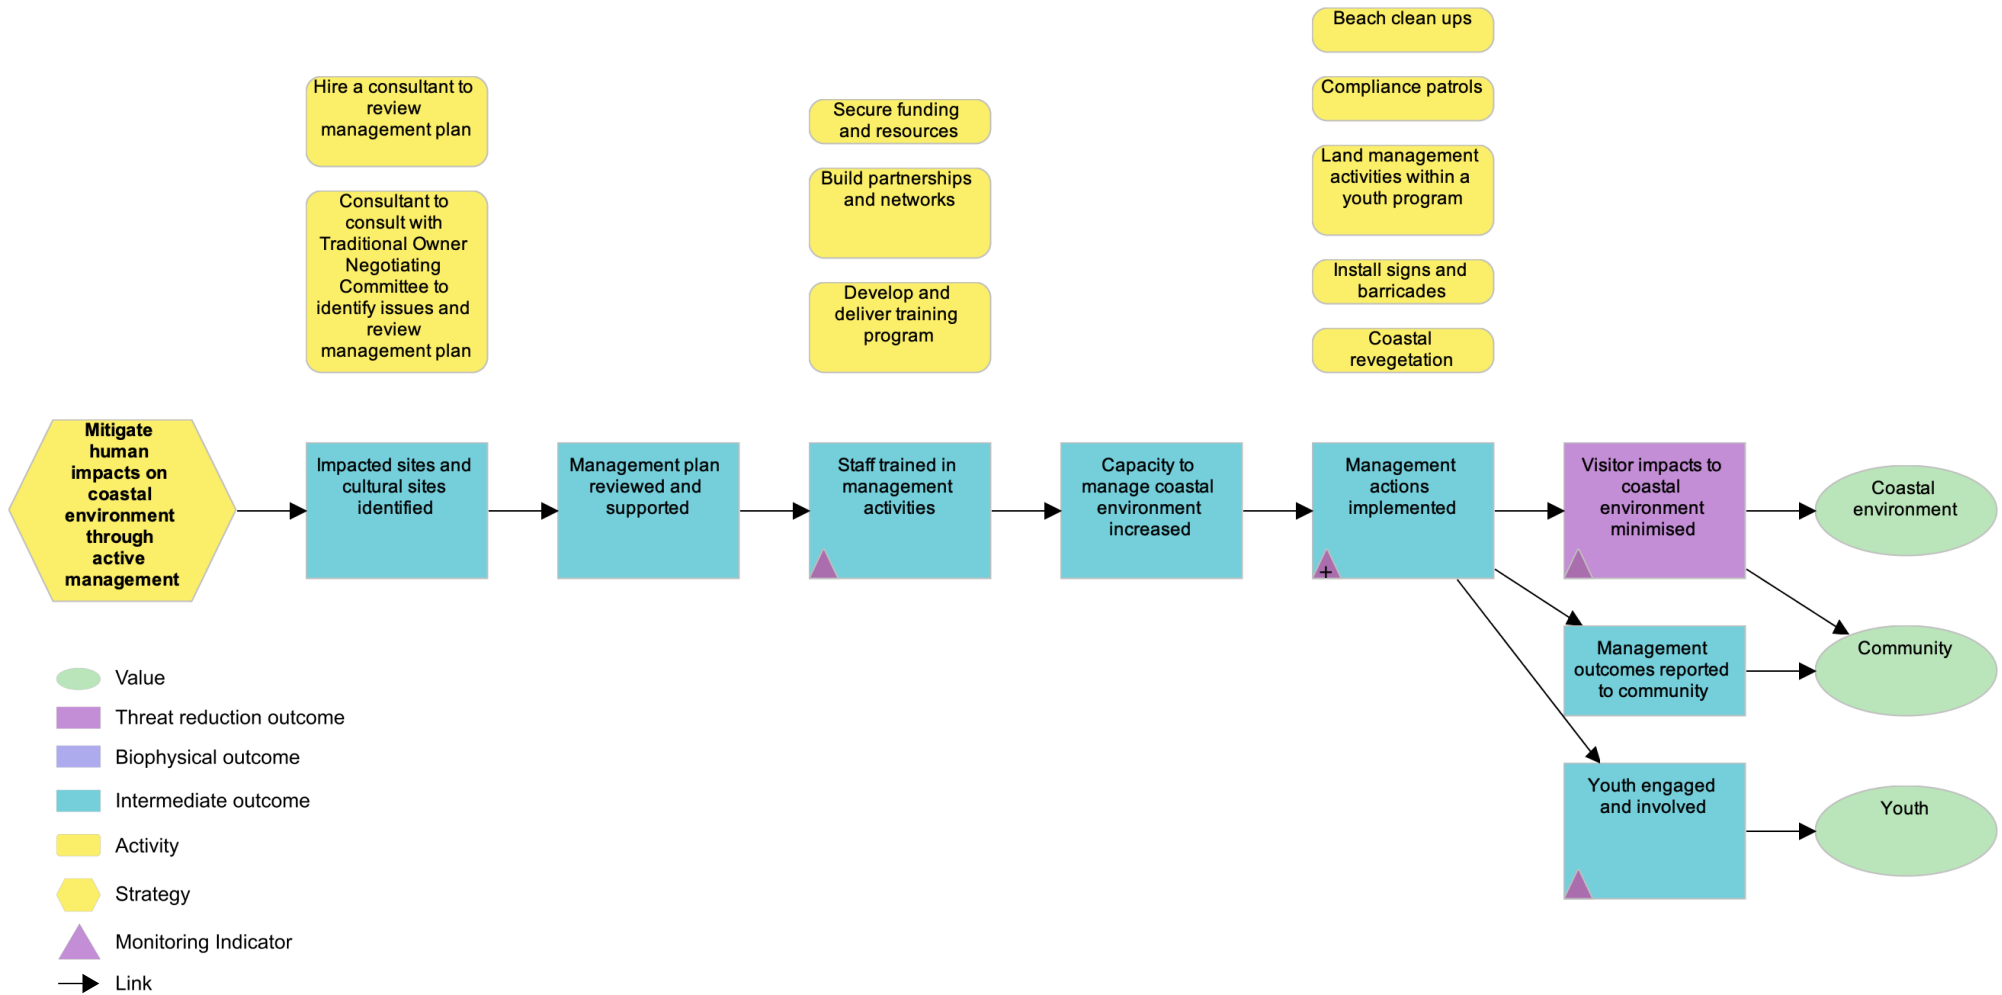 Beach clean ups
Hire a consultant to
review
management plan
Compliance patrols
Secure funding
and resources
Land management
activities within a
youth program
Build partnerships
and networks
Consultant to
consult with
Traditional Owner
Negotiating
Committee to
identify issues and
review
management plan
Install signs and
barricades
Develop and
deliver training
program
Coastal
revegetation
Mitigate
human
impacts on
coastal
environment
through
active
management
Impacted sites and
cultural sites
identified
Management plan
reviewed and
supported
Staff trained in
management
activities
Capacity to
manage coastal
environment
increased
Management
actions
implemented
+
Visitor impacts to
coastal
environment
minimised
Coastal
environment
Management
outcomes reported
to community
Community
Youth engaged
and involved
Youth
Value
Threat reduction outcome
Biophysical outcome
Intermediate outcome
Activity
Strategy
Monitoring Indicator
Link